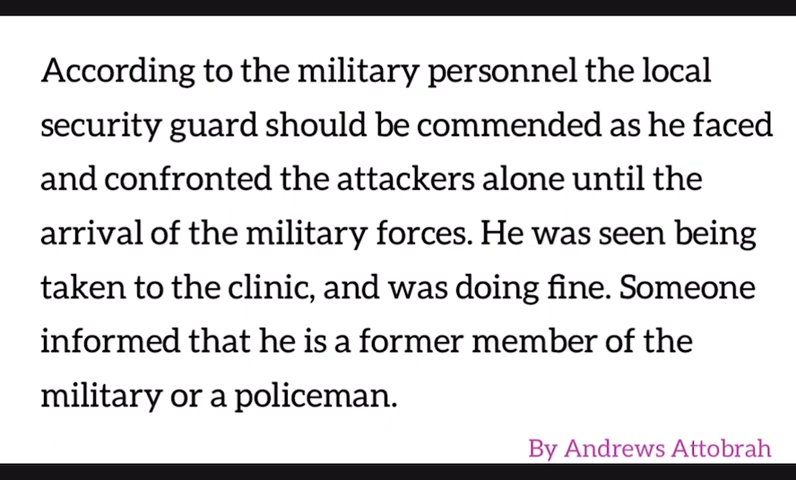 According to the military personnel the local
security guard should be commended as he faced
and confronted the attackers alone until the
arrival of the military forces. He was seen being
taken to the clinic, and was doing fine. Someone
informed that he is a former member of the
military or a policeman.
By Andrews Attobrah